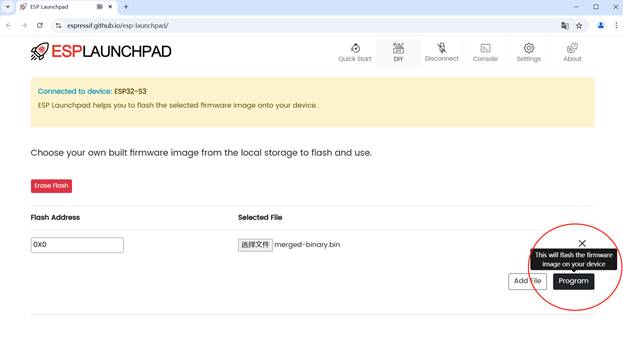 ESP Launchpad
espressif.github.io/esp-launchpad/
ESPLAUNCHPAD
Quick Start
DIY
Disconnect
Console
Settings
About
Connected to device: ESP32-S3
ESP Launchpad helps you to flash the selected firmware image onto your device.
Choose your own built firmware image from the local storage to flash and use.
Erase Flash
Flash Address
Selected File
0X0
选择文件 merged-binary.bin
This will flash the firmware
image on your device
Add File
Program